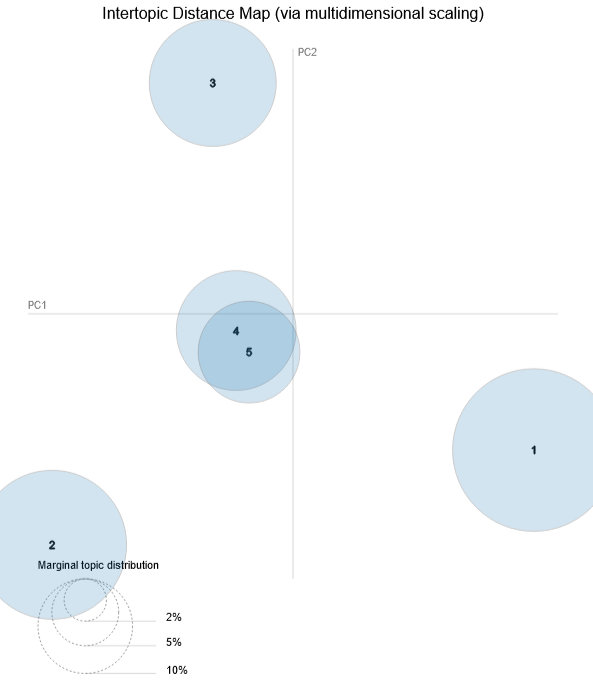 Intertopic Distance Map (via multidimensional scaling)
PC2
3
PC1
4
5
1
2
Marginal topic distribution
2%
5%
10%